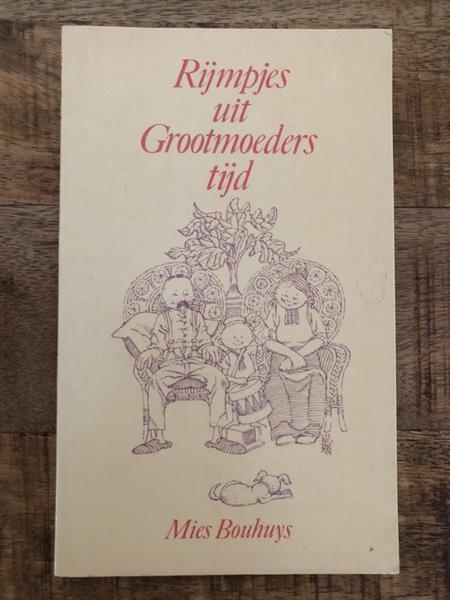 Rijmpjes
uit
Grootmoeders
tijd
Mies Bouhuys